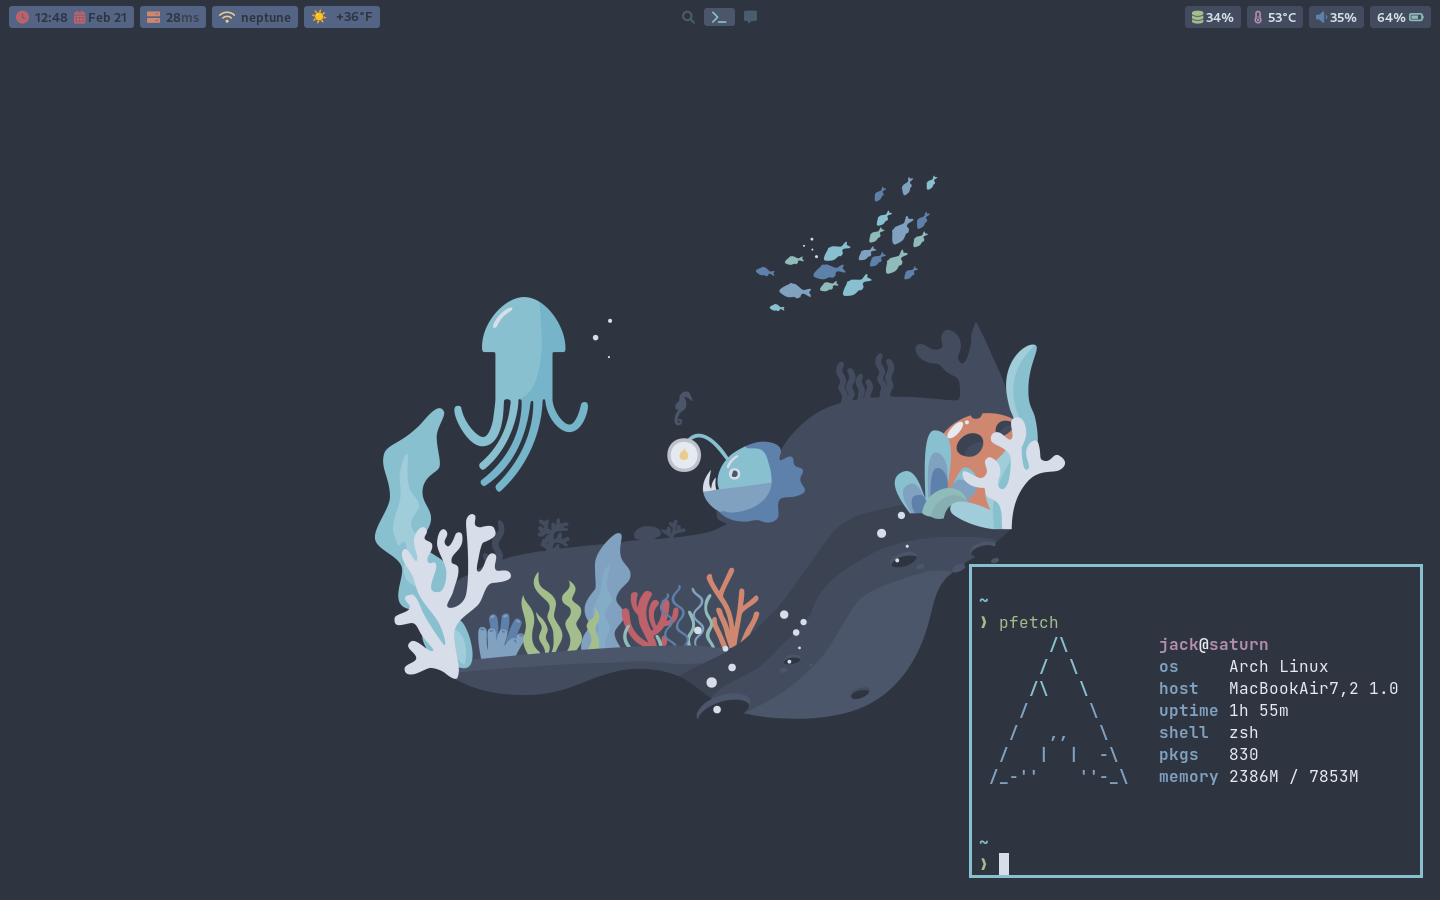 12:48 Feb 21 28ms neptune +36°F 34% 53°C 35% 64%
~
❯ pfetch
/\ jack@saturn
/ \ os Arch Linux
/\ \ host MacBookAir7,2 1.0
/ \ uptime 1h 55m
/ ,, \ shell zsh
/ | | -\ pkgs 830
/_-'' ''-_\ memory 2386M / 7853M
~
❯